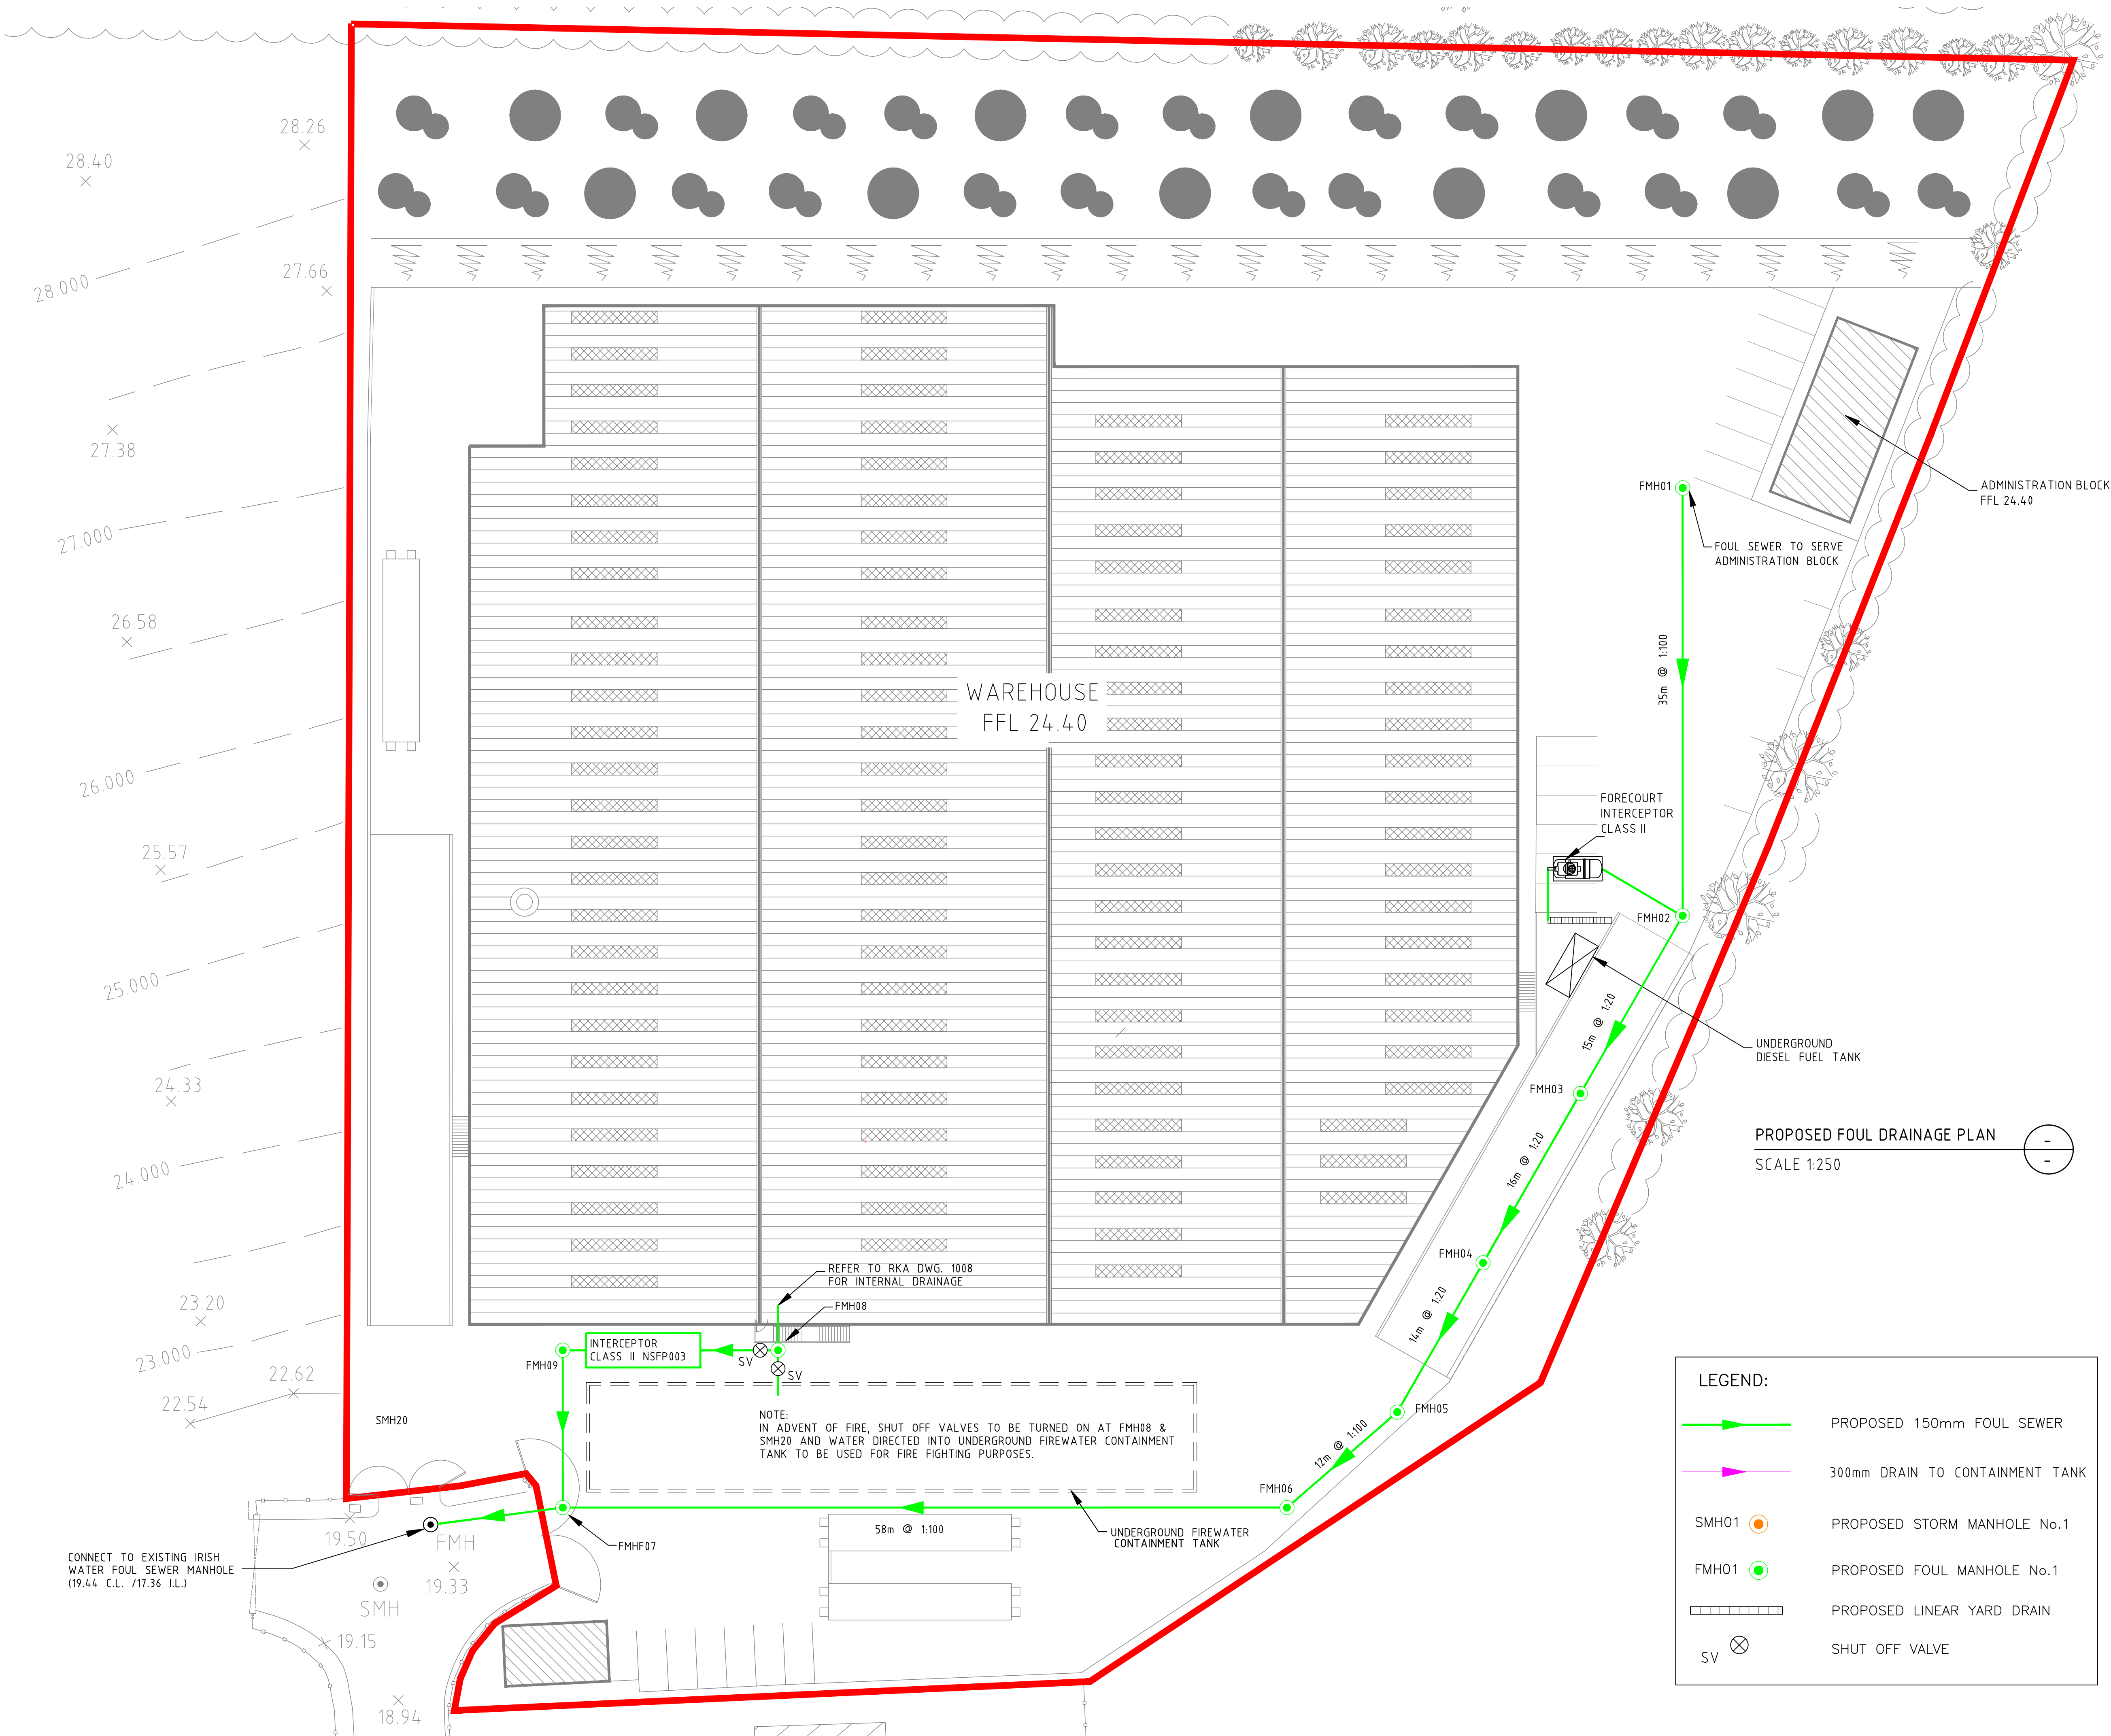 28.26
28.40
27.66
28.000
27.38
27.000
26.58
26.000
25.57
25.000
24.33
24.000
23.20
23.000
22.62
22.54
WAREHOUSE
FFL 24.40
FMH01
FOUL SEWER TO SERVE
ADMINISTRATION BLOCK
ADMINISTRATION BLOCK
FFL 24.40
35m @ 1:100
FORECOURT
INTERCEPTOR
CLASS II
FMH02
15m @ 1:20
UNDERGROUND
DIESEL FUEL TANK
FMH03
16m @ 1:20
PROPOSED FOUL DRAINAGE PLAN
SCALE 1:250
-
-
FMH04
14m @ 1:20
REFER TO RKA DWG. 1008
FOR INTERNAL DRAINAGE
FMH08
INTERCEPTOR
CLASS II NSFP003
SV
SV
FMH09
SMH20
NOTE:
IN ADVENT OF FIRE, SHUT OFF VALVES TO BE TURNED ON AT FMH08 &
SMH20 AND WATER DIRECTED INTO UNDERGROUND FIREWATER CONTAINMENT
TANK TO BE USED FOR FIRE FIGHTING PURPOSES.
FMH05
12m @ 1:100
FMH06
58m @ 1:100
UNDERGROUND FIREWATER
CONTAINMENT TANK
FMHF07
19.50
FMH
19.33
CONNECT TO EXISTING IRISH
WATER FOUL SEWER MANHOLE
(19.44 C.L. /17.36 I.L.)
SMH
19.15
18.94
LEGEND:
PROPOSED 150mm FOUL SEWER
300mm DRAIN TO CONTAINMENT TANK
SMH01 PROPOSED STORM MANHOLE No.1
FMH01 PROPOSED FOUL MANHOLE No.1
PROPOSED LINEAR YARD DRAIN
SV SHUT OFF VALVE